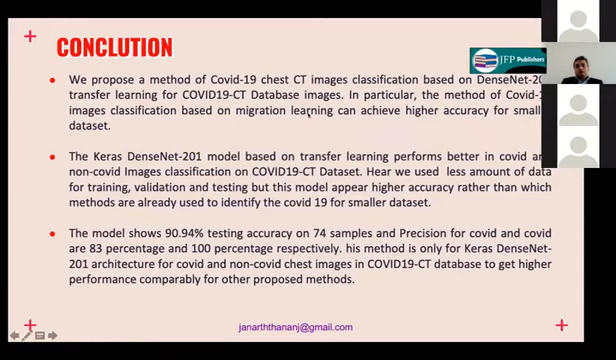 CONCLUTION
JFP Publishers
We propose a method of Covid-19 chest CT images classification based on DenseNet-20
transfer learning for COVID19-CT Database images. In particular, the method of Covid-1
images classification based on migration learning can achieve higher accuracy for smalle
dataset.
The Keras DenseNet-201 model based on transfer learning performs better in covid an
non-covid Images classification on COVID19-CT Dataset. Hear we used less amount of data
for training, validation and testing but this model appear higher accuracy rather than which
methods are already used to identify the covid 19 for smaller dataset.
The model shows 90.94% testing accuracy on 74 samples and Precision for covid and covid
are 83 percentage and 100 percentage respectively. his method is only for Keras DenseNet-
201 architecture for covid and non-covid chest images in COVID19-CT database to get higher
performance comparably for other proposed methods.
janarththananj@gmail.com